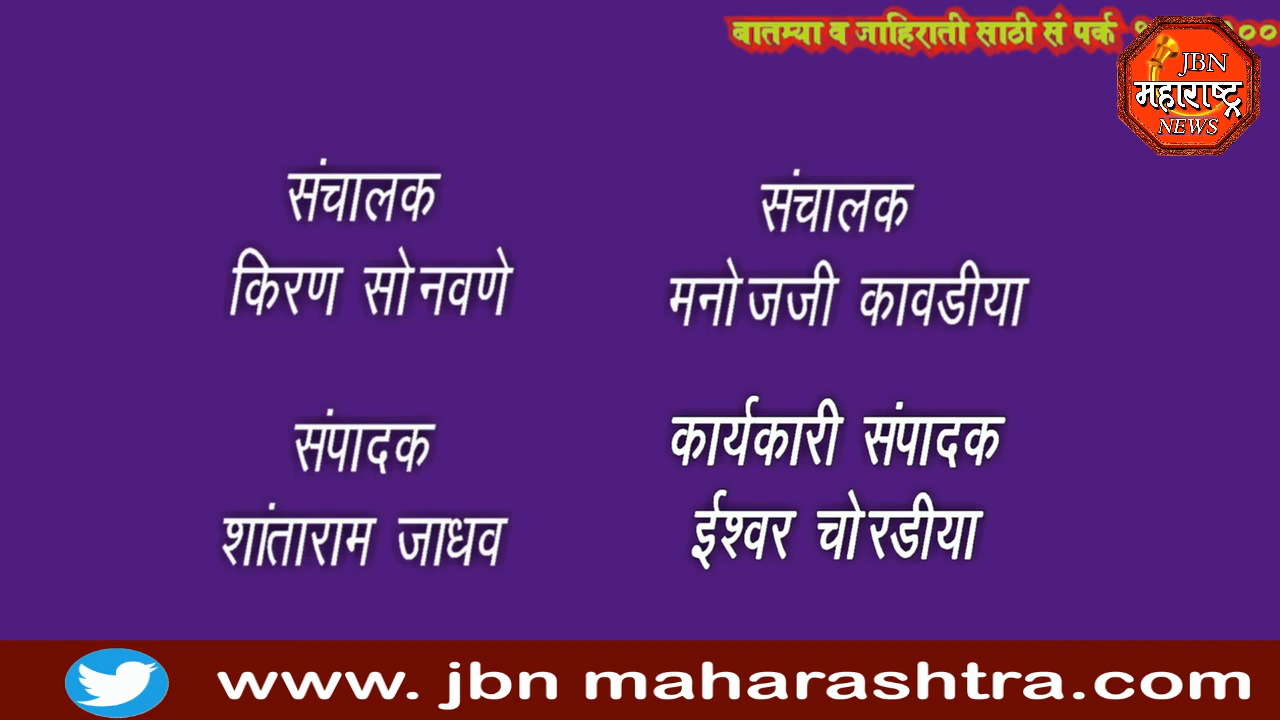 बातम्या व जाहिराती साठी सं पर्क
JBN
महाराष्ट्र
NEWS
संचालक
किरण सोनवणे
संचालक
मनोजजी कावडीया
संपादक
शांताराम जाधव
कार्यकारी संपादक
ईश्वर चोरडीया
www. jbn maharashtra.com